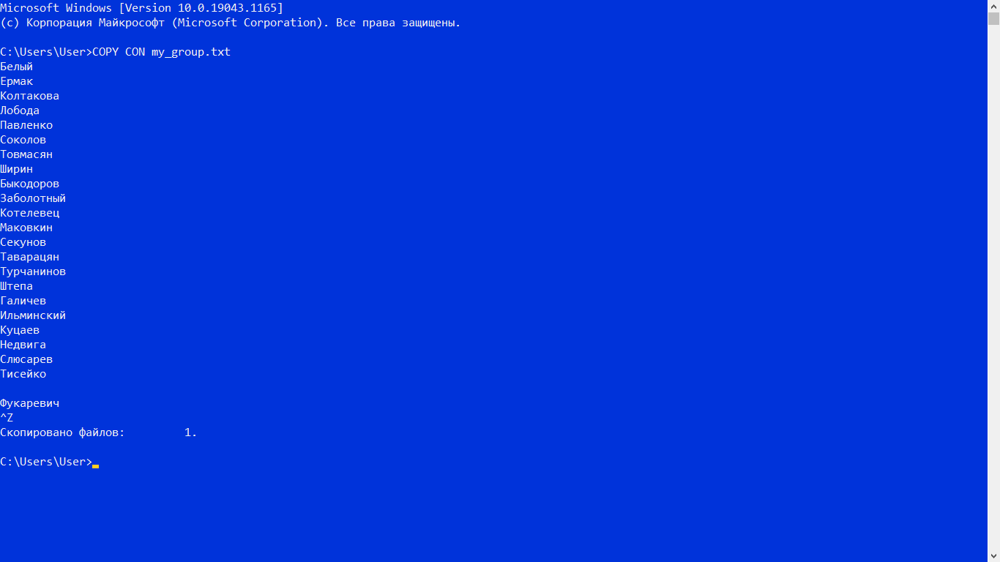 Microsoft Windows [Version 10.0.19043.1165]
(c) Корпорация Майкрософт (Microsoft Corporation). Все права защищены.
C:\Users\User>COPY CON my_group.txt
Белый
Ермак
Колтакова
Лобода
Павленко
Соколов
Товмасян
Ширин
Быкодоров
Заболотный
Котелевец
Маковкин
Секунов
Таварацян
Турчанинов
Штепа
Галичев
Ильминский
Куцаев
Недвига
Слюсарев
Тисейко
Фукаревич
^Z
Скопировано файлов:         1.
C:\Users\User>